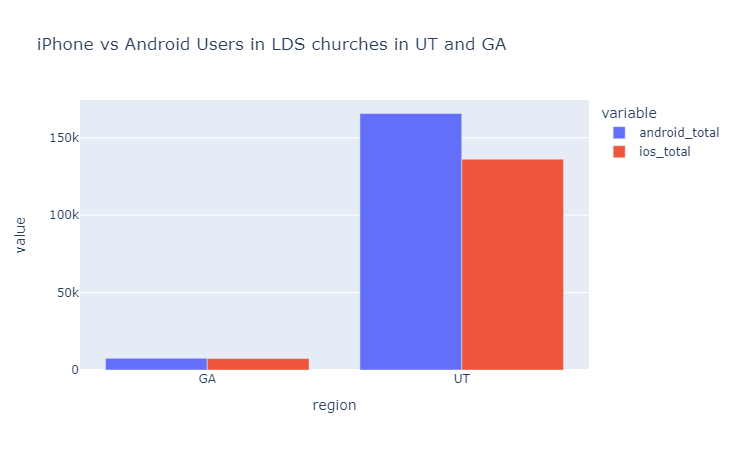 iPhone vs Android Users in LDS churches in UT and GA
variable
android_total
ios_total
value
150k
100k
50k
0
GA
UT
region